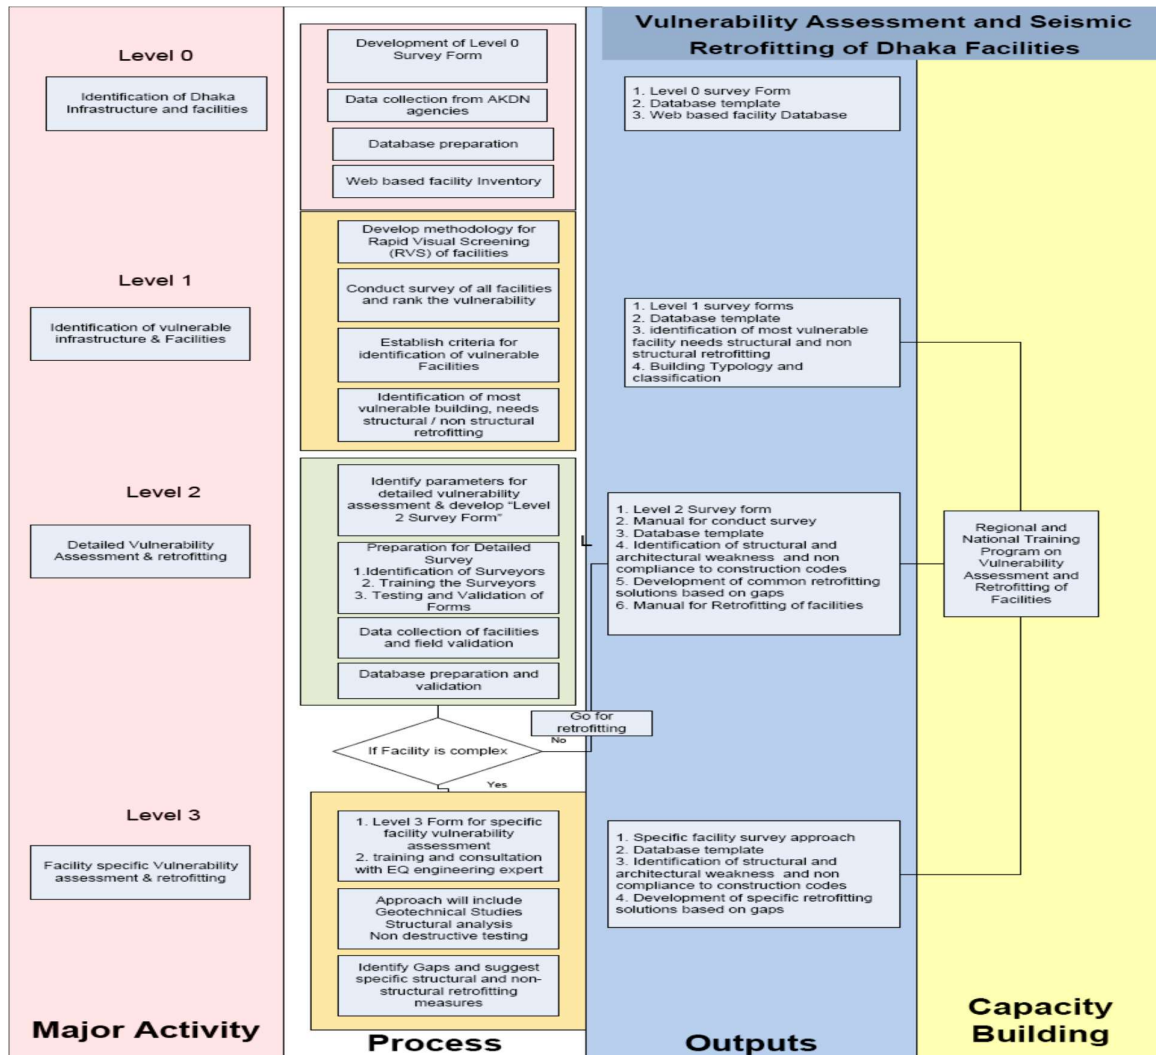 Vulnerability Assessment and Seismic
Retrofitting of Dhaka Facilities
Level 0
Identification of Dhaka
Infrastructure and facilities
Development of Level 0
Survey Form
Data collection from AKDN
agencies
Database preparation
Web based facility Inventory
1. Level 0 survey Form
2. Database template
3. Web based facility Database
Level 1
Identification of vulnerable
infrastructure & Facilities
Develop methodology for
Rapid Visual Screening
(RVS) of facilities
Conduct survey of all facilities
and rank the vulnerability
Establish criteria for
identification of vulnerable
Facilities
Identification of most
vulnerable building, needs
structural / non structural
retrofitting
1. Level 1 survey forms
2. Database template
3. identification of most vulnerable
facility needs structural and non
structural retrofitting
4. Building Typology and
classification
Level 2
Detailed Vulnerability
Assessment & retrofitting
Identify parameters for
detailed vulnerability
assessment & develop “Level
2 Survey Form”
Preparation for Detailed
Survey
1.Identification of Surveyors
2. Training the Surveyors
3. Testing and Validation of
Forms
Data collection of facilities
and field validation
Database preparation and
validation
1. Level 2 Survey form
2. Manual for conduct survey
3. Database template
4. Identification of structural and
architectural weakness and non
compliance to construction codes
5. Development of common retrofitting
solutions based on gaps
6. Manual for Retrofitting of facilities
Regional and
National Training
Program on
Vulnerability
Assessment and
Retrofitting of
Facilities
If Facility is complex
No
Go for
retrofitting
Yes
Level 3
Facility specific Vulnerability
assessment & retrofitting
1. Level 3 Form for specific
facility vulnerability
assessment
2. training and consultation
with EQ engineering expert
Approach will include
Geotechnical Studies
Structural analysis
Non destructive testing
Identify Gaps and suggest
specific structural and non-
structural retrofitting
measures
1. Specific facility survey approach
2. Database template
3. Identification of structural and
architectural weakness and non
compliance to construction codes
4. Development of specific retrofitting
solutions based on gaps
Major Activity
Process
Outputs
Capacity
Building